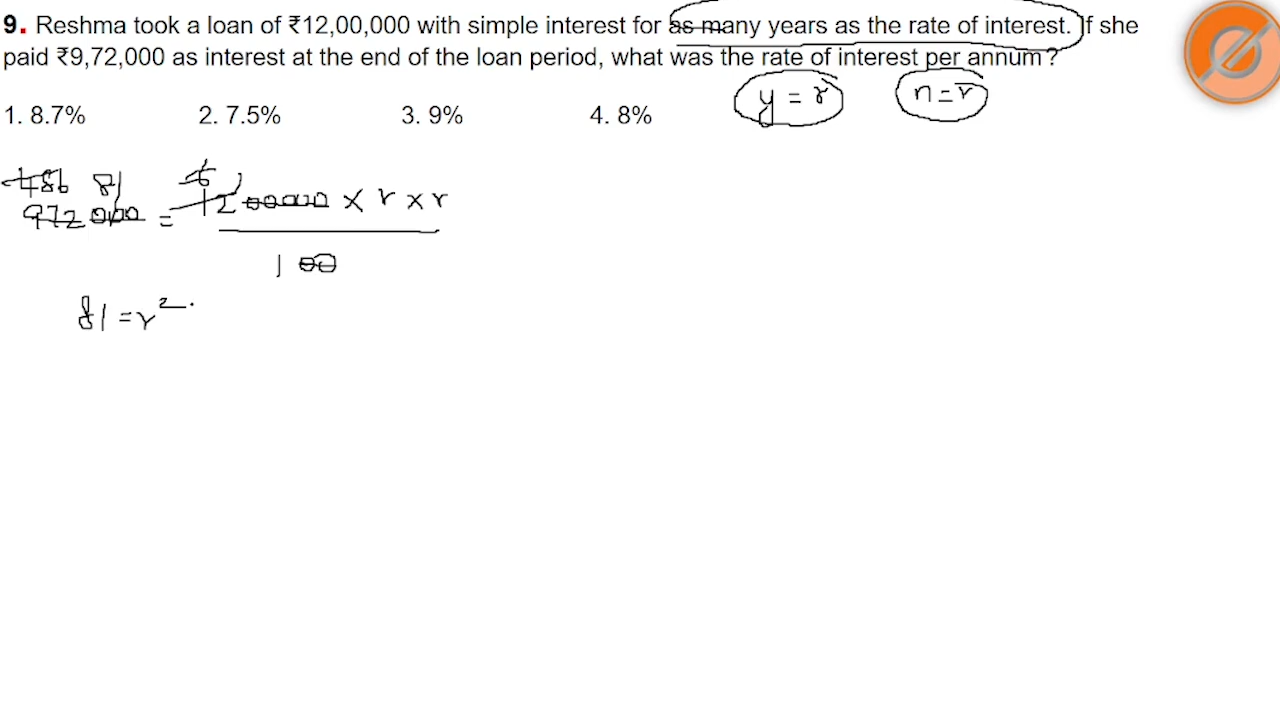 9. Reshma took a loan of ₹12,00,000 with simple interest for as many years as the rate of interest. If she
paid ₹9,72,000 as interest at the end of the loan period, what was the rate of interest per annum?
y = r n = r
1. 8.7% 2. 7.5% 3. 9% 4. 8%
486 81 6
972000 = 1200000 × r × r
100
81 = r².